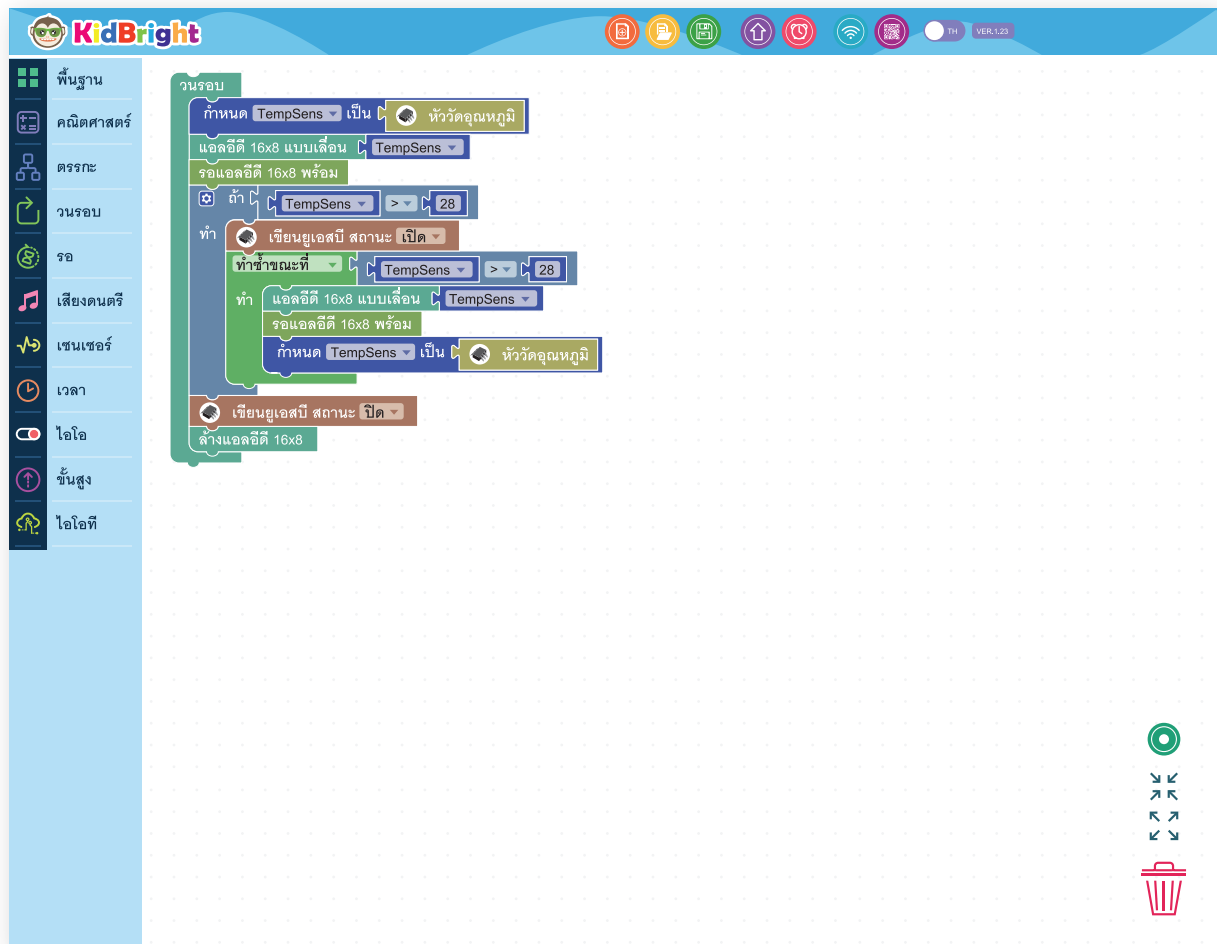 KidBright
TH
VER.1.23
พื้นฐาน
คณิตศาสตร์
ตรรกะ
วนรอบ
รอ
เสียงดนตรี
เซนเซอร์
เวลา
ไอโอ
ขั้นสูง
ไอโอที
วนรอบ
กำหนด TempSens เป็น หัววัดอุณหภูมิ
แอลอีดี 16x8 แบบเลื่อน TempSens
รอแอลอีดี 16x8 พร้อม
ถ้า TempSens > 28
ทำ เขียนยูเอสบี สถานะ เปิด
ทำซ้ำขณะที่ TempSens > 28
ทำ แอลอีดี 16x8 แบบเลื่อน TempSens
รอแอลอีดี 16x8 พร้อม
กำหนด TempSens เป็น หัววัดอุณหภูมิ
เขียนยูเอสบี สถานะ ปิด
ล้างแอลอีดี 16x8